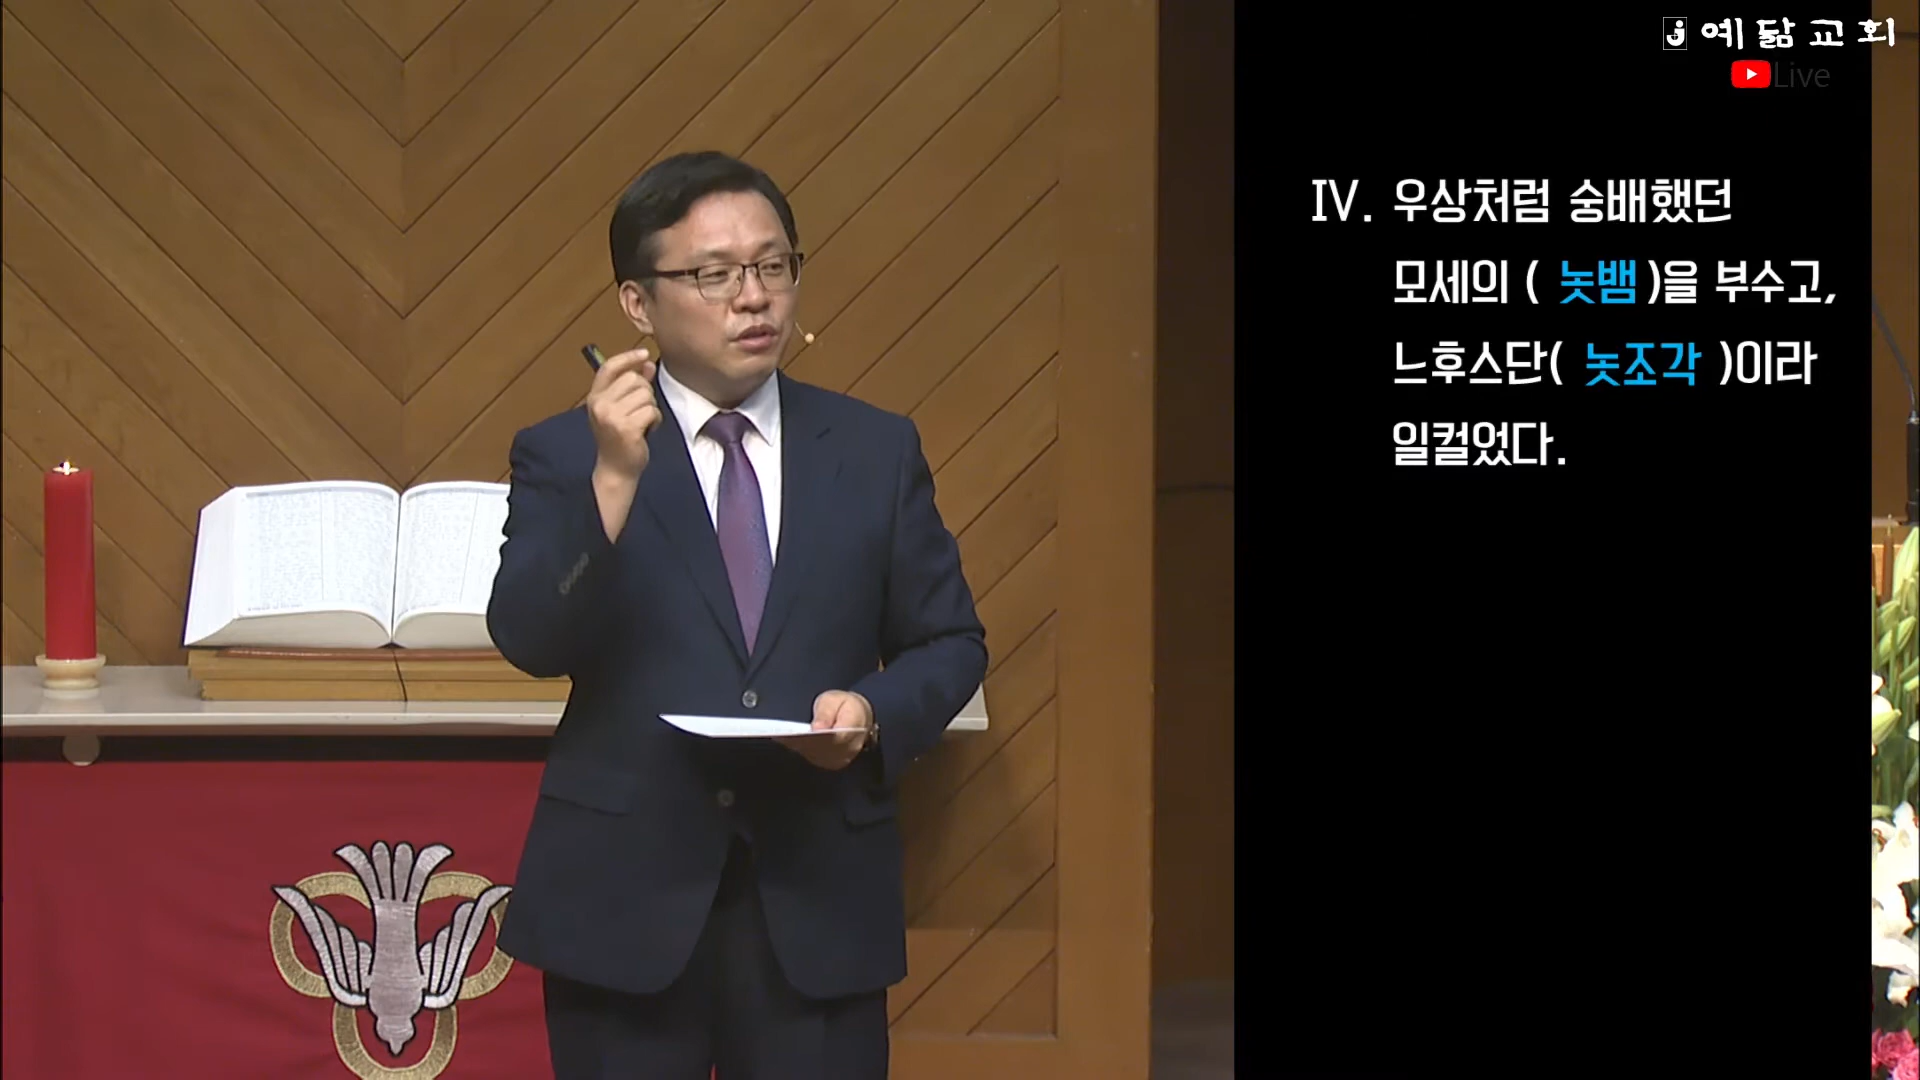 예닮교회
Live
IV. 우상처럼 숭배했던
모세의 ( 놋뱀 )을 부수고,
느후스단( 놋조각 )이라
일컬었다.